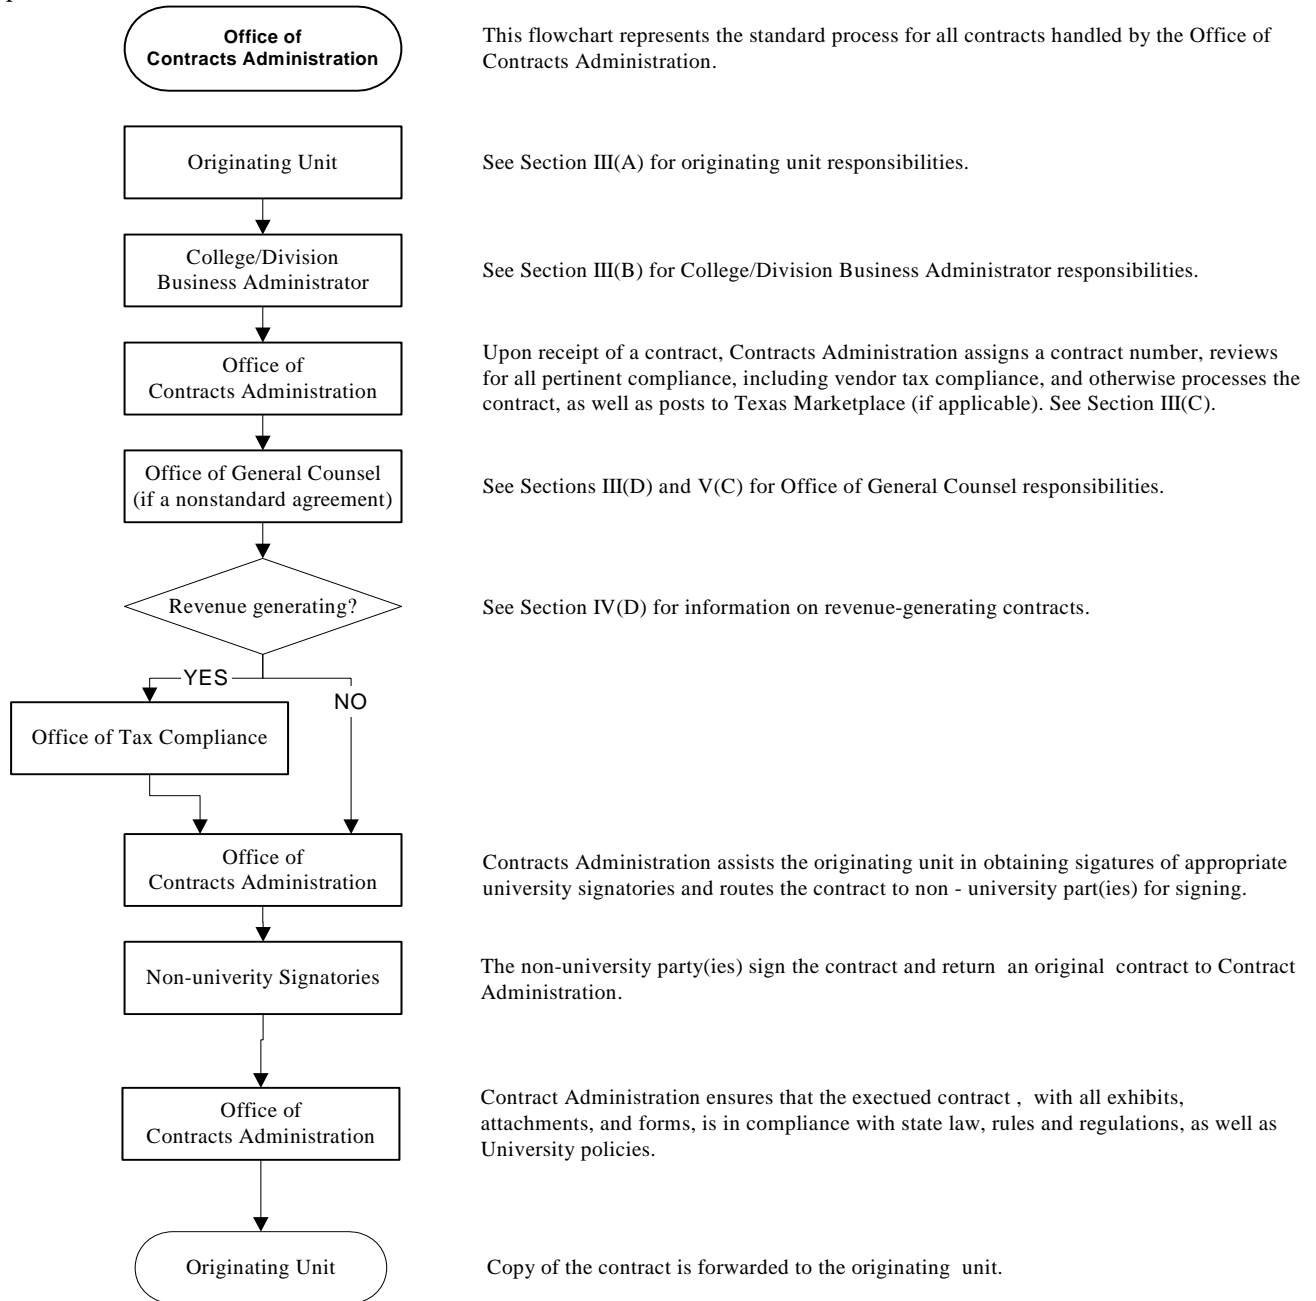 Office of
Contracts Administration
This flowchart represents the standard process for all contracts handled by the Office of
Contracts Administration.
Originating Unit
See Section III(A) for originating unit responsibilities.
College/Division
Business Administrator
See Section III(B) for College/Division Business Administrator responsibilities.
Office of
Contracts Administration
Upon receipt of a contract, Contracts Administration assigns a contract number, reviews
for all pertinent compliance, including vendor tax compliance, and otherwise processes the
contract, as well as posts to Texas Marketplace (if applicable). See Section III(C).
Office of General Counsel
(if a nonstandard agreement)
See Sections III(D) and V(C) for Office of General Counsel responsibilities.
Revenue generating?
See Section IV(D) for information on revenue-generating contracts.
YES
NO
Office of Tax Compliance
Office of
Contracts Administration
Contracts Administration assists the originating unit in obtaining sigatures of appropriate
university signatories and routes the contract to non - university part(ies) for signing.
Non-univerity Signatories
The non-university party(ies) sign the contract and return  an original  contract to Contract
Administration.
Office of
Contracts Administration
Contract Administration ensures that the exectued contract ,  with all exhibits,
attachments, and forms, is in compliance with state law, rules and regulations, as well as
University policies.
Originating Unit
Copy of the contract is forwarded to the originating  unit.